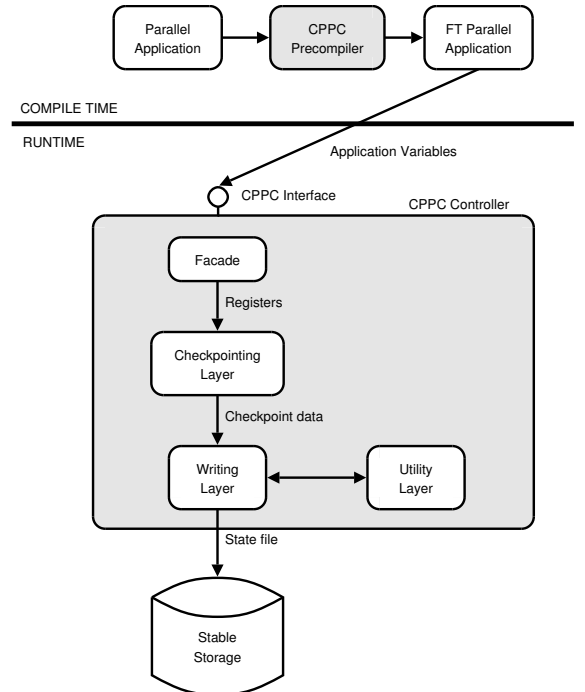 Parallel
Application
CPPC
Precompiler
FT Parallel
Application
COMPILE TIME
RUNTIME
Application Variables
CPPC Interface
CPPC Controller
Facade
Registers
Checkpointing
Layer
Checkpoint data
Writing
Layer
Utility
Layer
State file
Stable
Storage